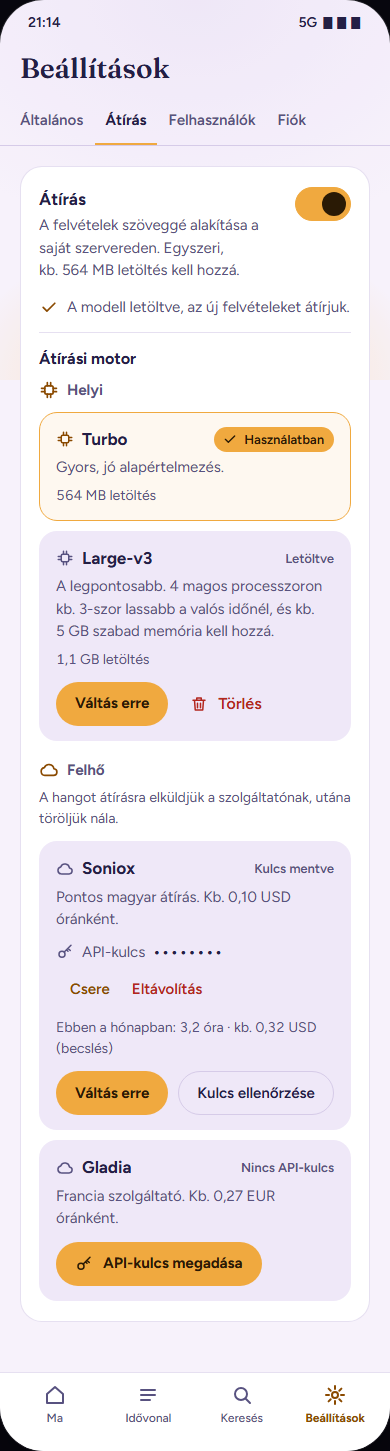 21:14 5G
Beállítások
Általános Átírás Felhasználók Fiók
Átírás
A felvételek szöveggé alakítása a
saját szervereden. Egyszeri,
kb. 564 MB letöltés kell hozzá.
A modell letöltve, az új felvételeket átírjuk.
Átírási motor
Helyi
Turbo Használatban
Gyors, jó alapértelmezés.
564 MB letöltés
Large-v3 Letöltve
A legpontosabb. 4 magos processzoron
kb. 3-szor lassabb a valós időnél, és kb.
5 GB szabad memória kell hozzá.
1,1 GB letöltés
Váltás erre Törlés
Felhő
A hangot átírásra elküldjük a szolgáltatónak, utána
töröljük nála.
Soniox Kulcs mentve
Pontos magyar átírás. Kb. 0,10 USD
óránként.
API-kulcs ••••••••
Csere Eltávolítás
Ebben a hónapban: 3,2 óra · kb. 0,32 USD
(becslés)
Váltás erre Kulcs ellenőrzése
Gladia Nincs API-kulcs
Francia szolgáltató. Kb. 0,27 EUR
óránként.
API-kulcs megadása
Ma Idővonal Keresés Beállítások